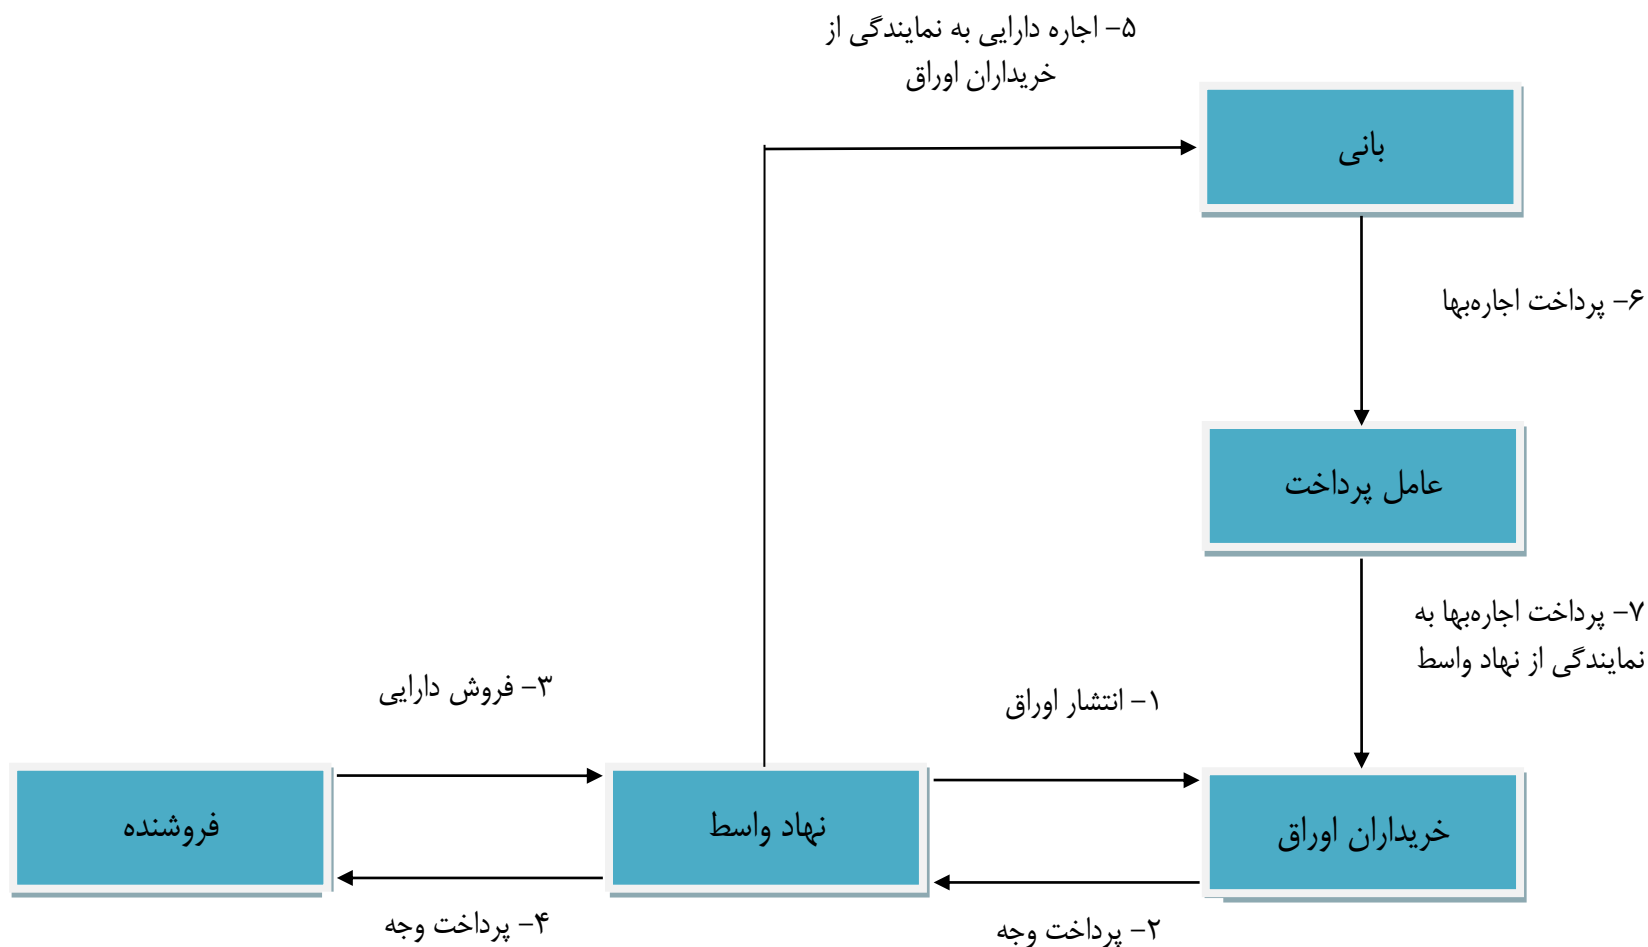 ۵- اجاره دارایی به نمایندگی از
خریداران اوراق
بانی
۶- پرداخت اجاره‌بها
عامل پرداخت
۷- پرداخت اجاره‌بها به
نمایندگی از نهاد واسط
۳- فروش دارایی
۱- انتشار اوراق
خریداران اوراق
نهاد واسط
فروشنده
۲- پرداخت وجه
۴- پرداخت وجه